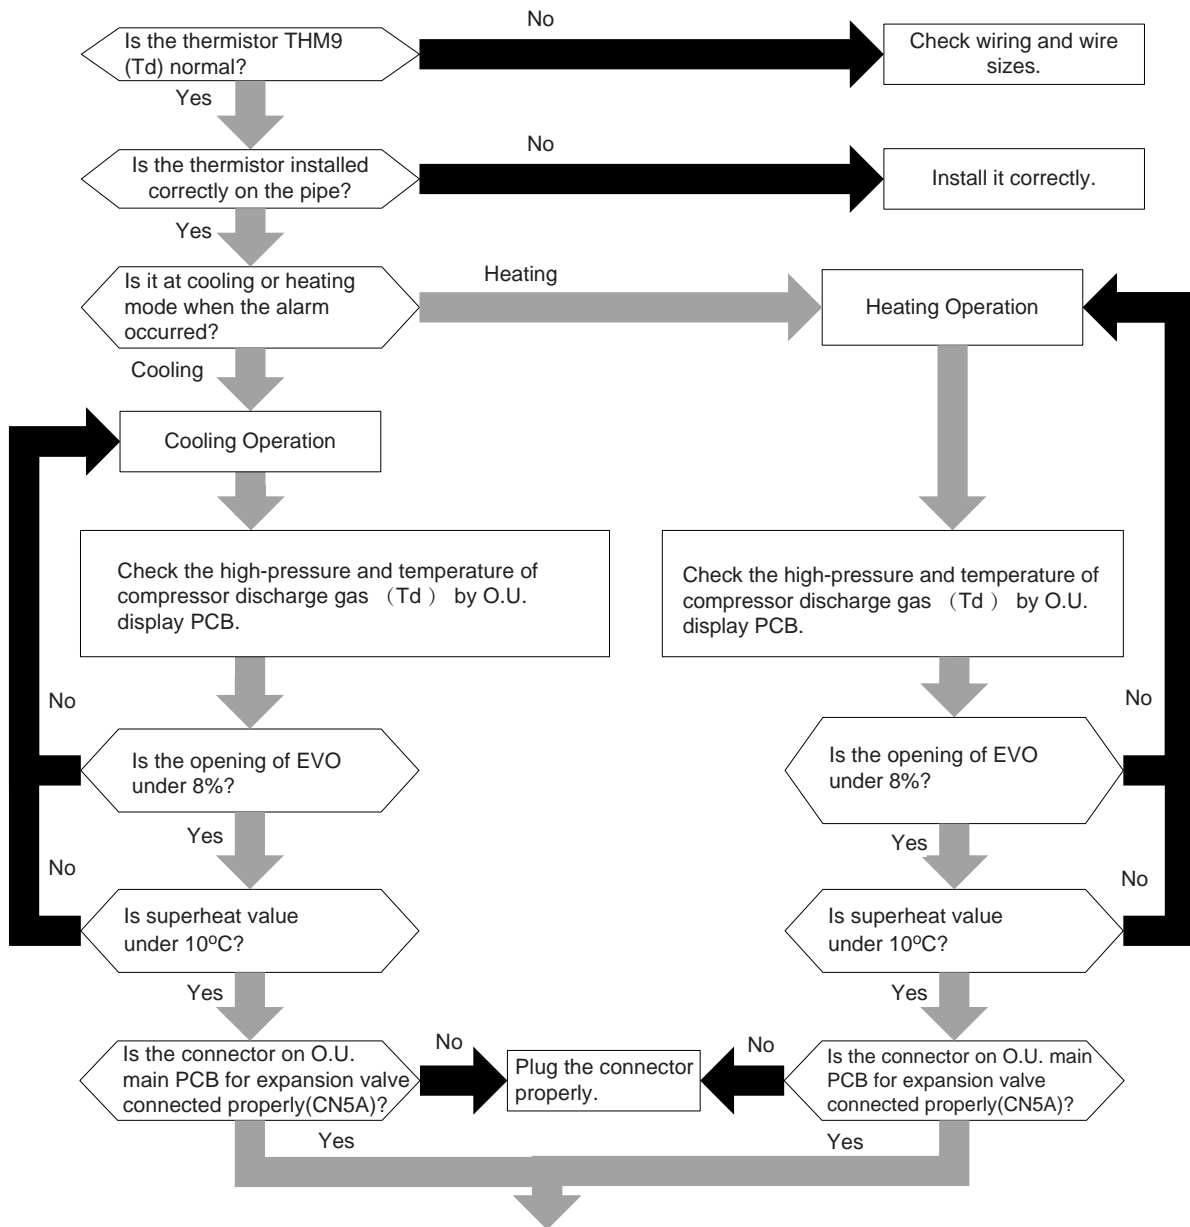 No
Is the thermistor THM9
(Td) normal?
Check wiring and wire
sizes.
Yes
No
Is the thermistor installed
correctly on the pipe?
Install it correctly.
Yes
Is it at cooling or heating
mode when the alarm
occurred?
Heating
Heating Operation
Cooling
Cooling Operation
Check the high-pressure and temperature of
compressor discharge gas （Td ） by O.U.
display PCB.
Check the high-pressure and temperature of
compressor discharge gas （Td ） by O.U.
display PCB.
No
No
Is the opening of EVO
under 8%?
Is the opening of EVO
under 8%?
Yes
Yes
No
No
Is superheat value
under 10ºC?
Is superheat value
under 10ºC?
Yes
Yes
Is the connector on O.U.
main PCB for expansion valve
connected properly(CN5A)?
No
Plug the connector
properly.
No
Is the connector on O.U. main
PCB for expansion valve
connected properly(CN5A)?
Yes
Yes